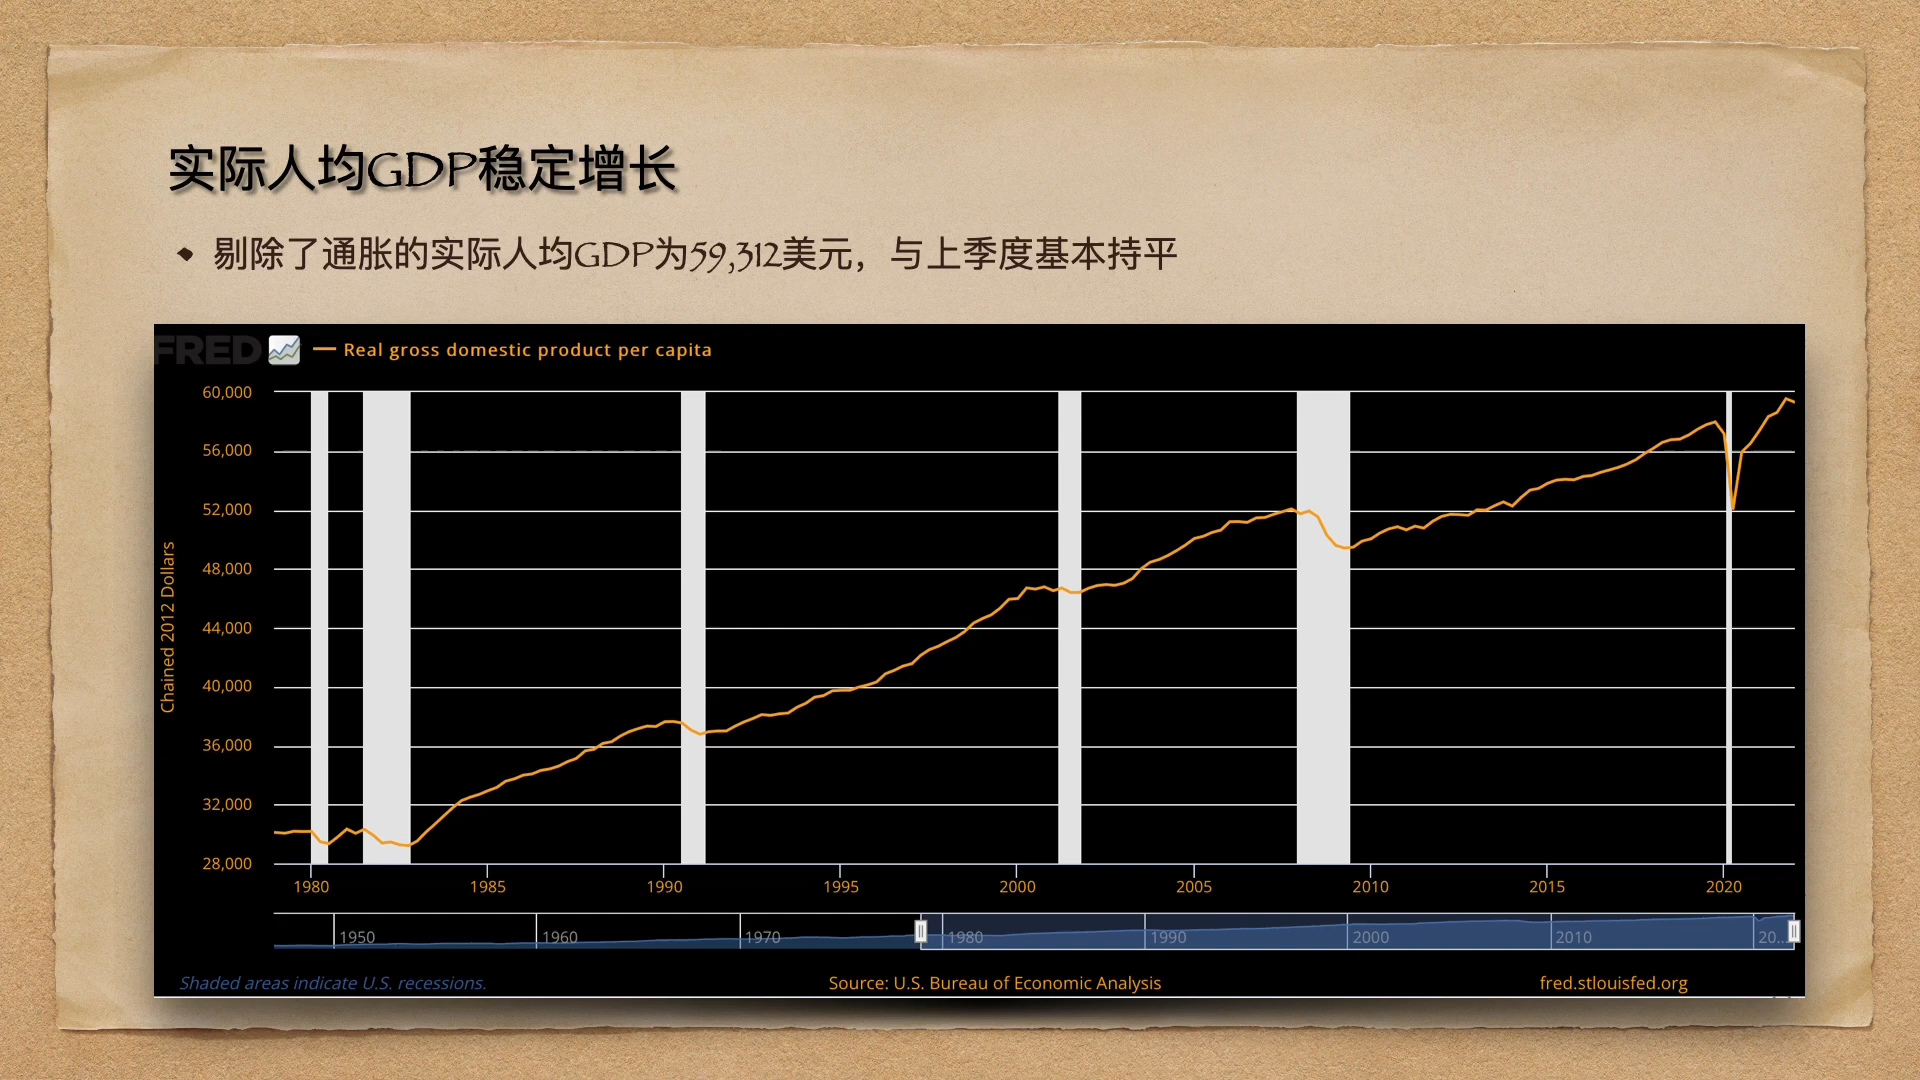 实际人均GDP稳定增长
剔除了通胀的实际人均GDP为59,312美元，与上季度基本持平
FRED — Real gross domestic product per capita
Chained 2012 Dollars
60,000
56,000
52,000
48,000
44,000
40,000
36,000
32,000
28,000
1980 1985 1990 1995 2000 2005 2010 2015 2020
1950 1960 1970 1980 1990 2000 2010 20...
Shaded areas indicate U.S. recessions. Source: U.S. Bureau of Economic Analysis fred.stlouisfed.org